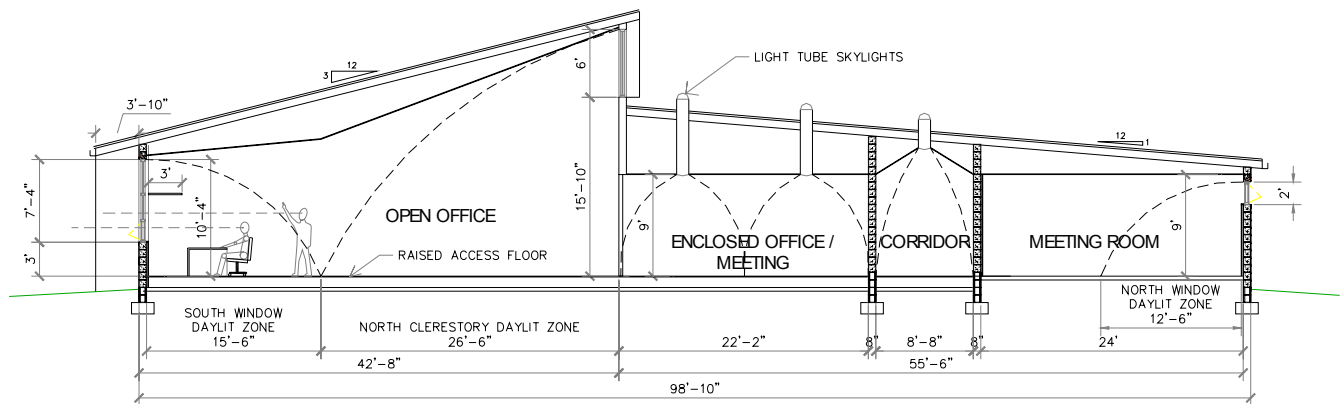 12
3
6'
LIGHT TUBE SKYLIGHTS
3'-10"
12
1
3'
7'-4"
10'-4"
3'
15'-10"
9'
9'
2'
OPEN OFFICE
RAISED ACCESS FLOOR
ENCLOSED OFFICE /
MEETING
CORRIDOR
MEETING ROOM
SOUTH WINDOW
DAYLIT ZONE
15'-6"
NORTH CLERESTORY DAYLIT ZONE
26'-6"
NORTH WINDOW
DAYLIT ZONE
12'-6"
22'-2"
8"
8'-8"
8"
24'
42'-8"
55'-6"
98'-10"